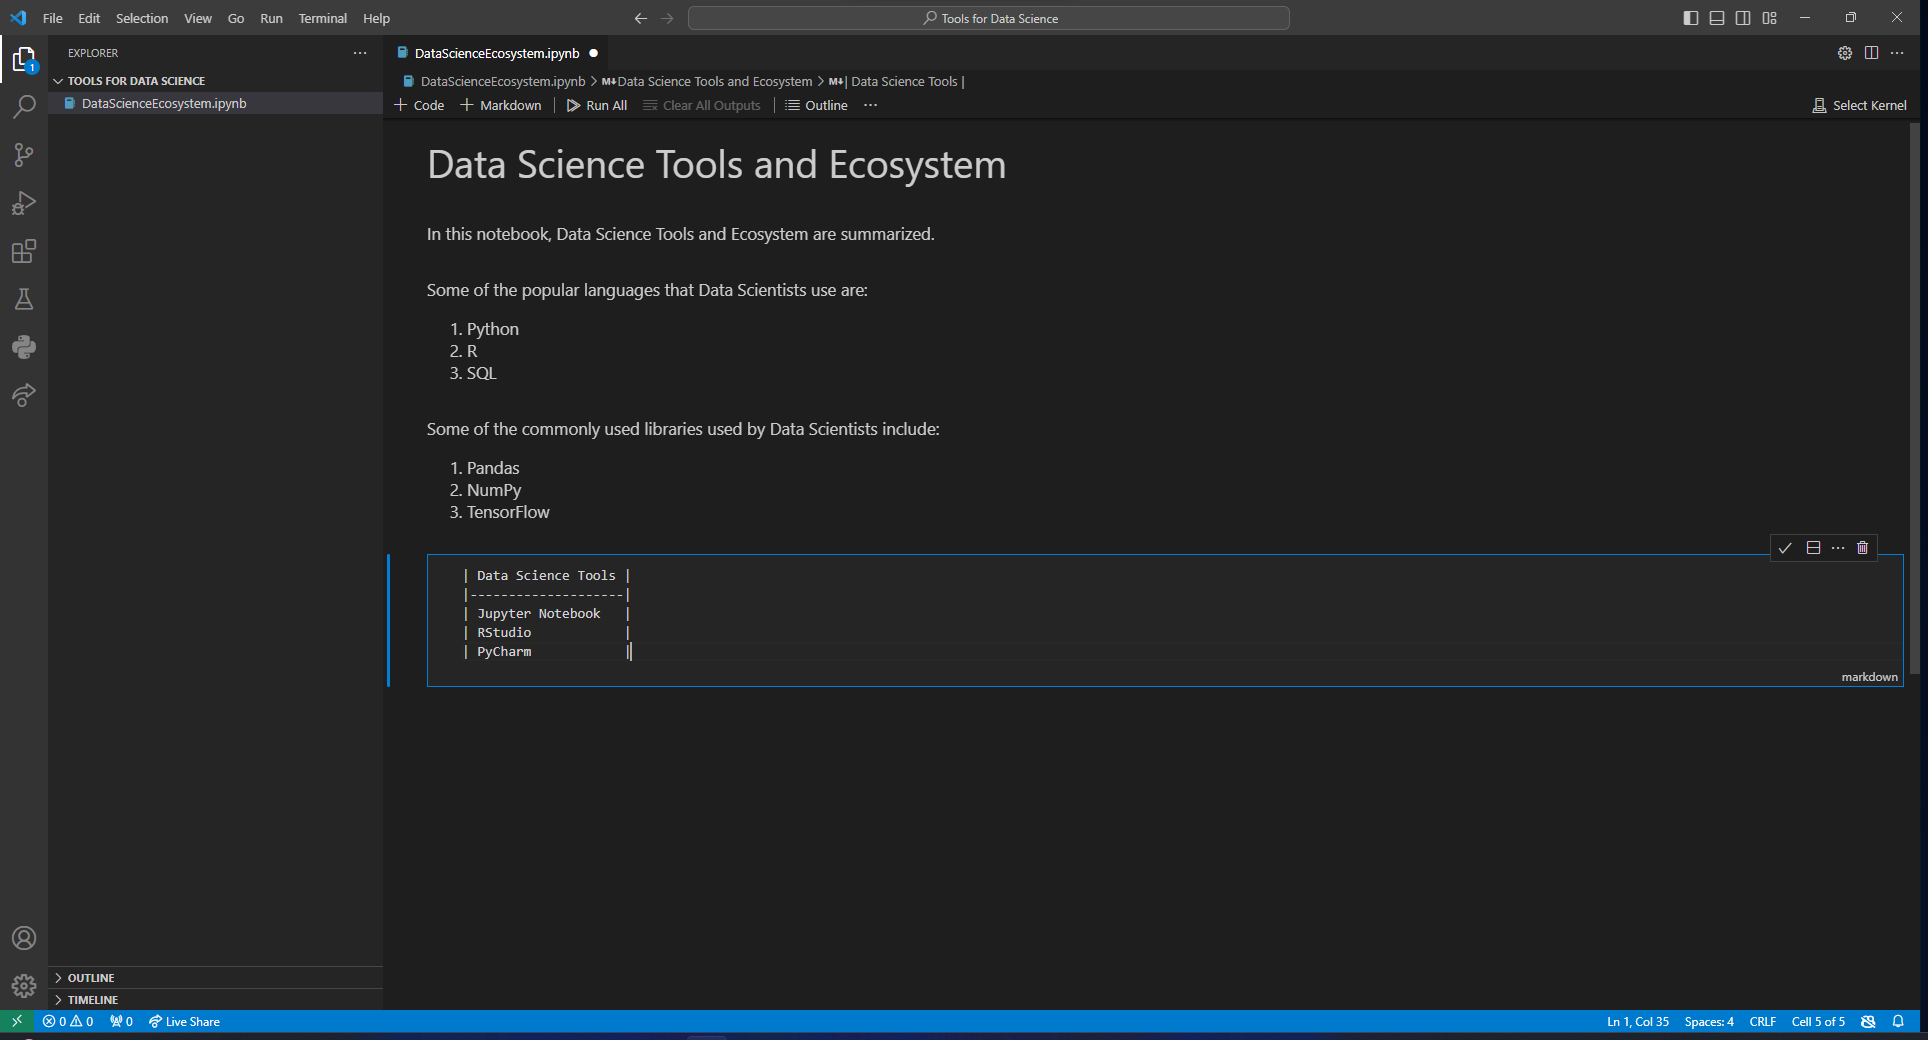 File Edit Selection View Go Run Terminal Help
Tools for Data Science
EXPLORER
TOOLS FOR DATA SCIENCE
DataScienceEcosystem.ipynb
1
OUTLINE
TIMELINE
DataScienceEcosystem.ipynb
DataScienceEcosystem.ipynb > M↓Data Science Tools and Ecosystem > M↓| Data Science Tools |
+ Code + Markdown | Run All Clear All Outputs | Outline ...
Select Kernel
Data Science Tools and Ecosystem
In this notebook, Data Science Tools and Ecosystem are summarized.
Some of the popular languages that Data Scientists use are:
1. Python
2. R
3. SQL
Some of the commonly used libraries used by Data Scientists include:
1. Pandas
2. NumPy
3. TensorFlow
| Data Science Tools |
|--------------------|
| Jupyter Notebook |
| RStudio |
| PyCharm |
markdown
0 0 0 Live Share
Ln 1, Col 35 Spaces: 4 CRLF Cell 5 of 5